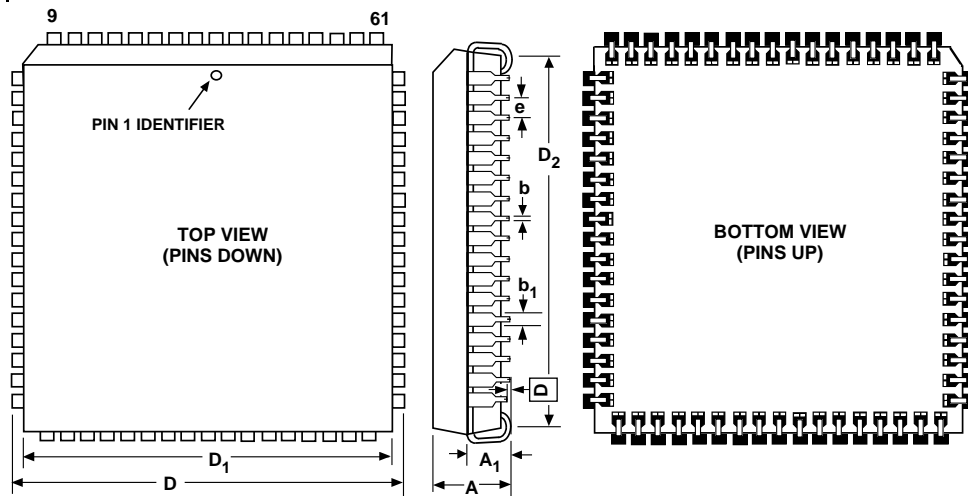 9
61
PIN 1 IDENTIFIER
TOP VIEW
(PINS DOWN)
D1
D
e
D2
b
b1
D
A1
A
BOTTOM VIEW
(PINS UP)